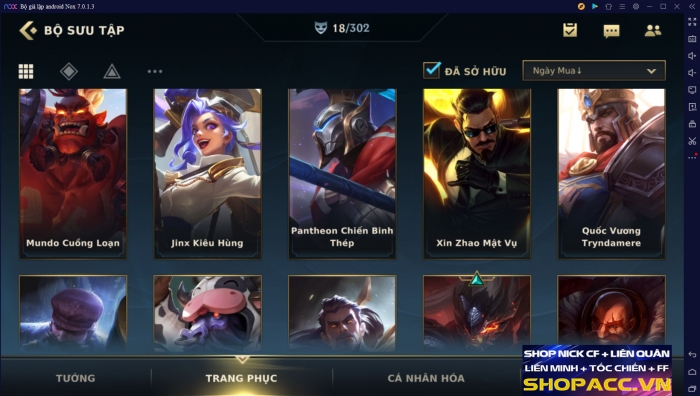 nox Bộ giả lập android Nox 7.0.1.3
BỘ SƯU TẬP
18/302
ĐÃ SỞ HỮU
Ngày Mua↓
Mundo Cuồng Loạn
Jinx Kiêu Hùng
Pantheon Chiến Binh
Thép
Xin Zhao Mật Vụ
Quốc Vương
Tryndamere
TƯỚNG
TRANG PHỤC
CÁ NHÂN HÓA
SHOP NICK CF + LIÊN QUÂN
LIÊN MINH + TỐC CHIẾN + FF
SHOPACC.VN